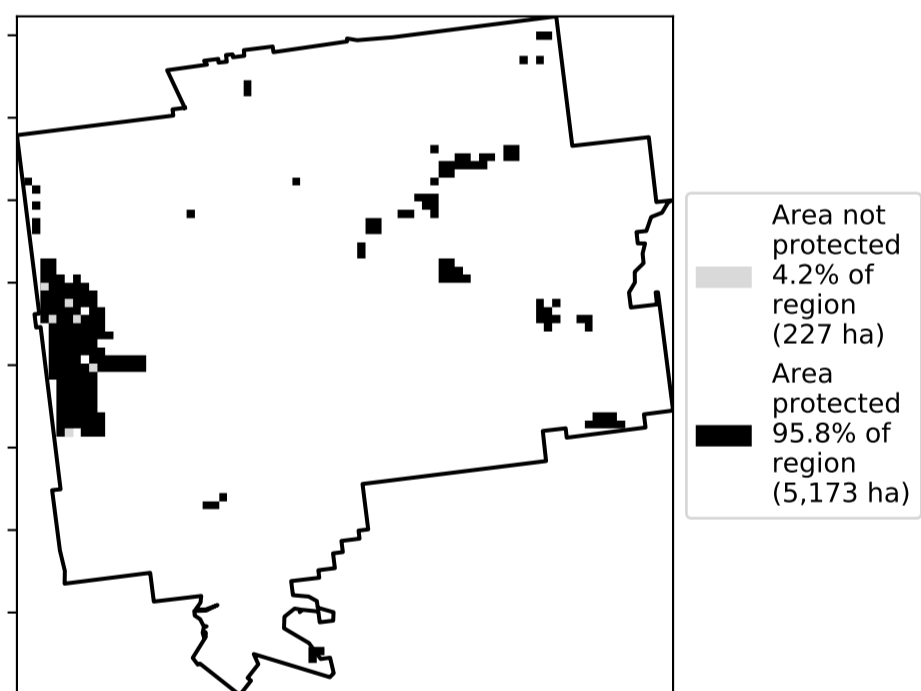 Area not
protected
4.2% of
region
(227 ha)
Area
protected
95.8% of
region
(5,173 ha)